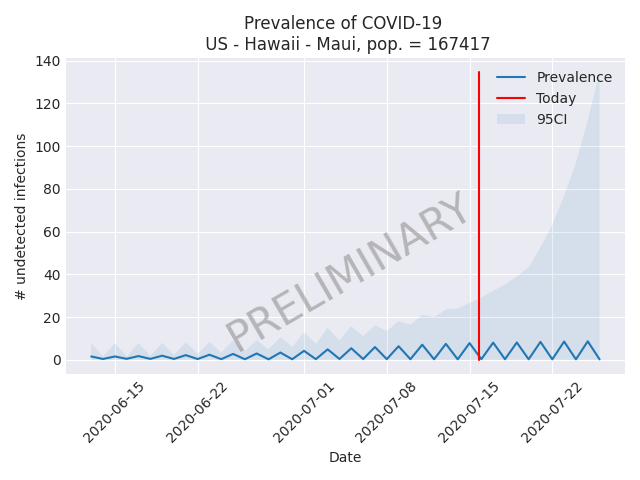 Prevalence of COVID-19
US - Hawaii - Maui, pop. = 167417
# undetected infections
140
120
100
80
60
40
20
0
Prevalence
Today
95CI
PRELIMINARY
2020-06-15
2020-06-22
2020-07-01
2020-07-08
2020-07-15
2020-07-22
Date